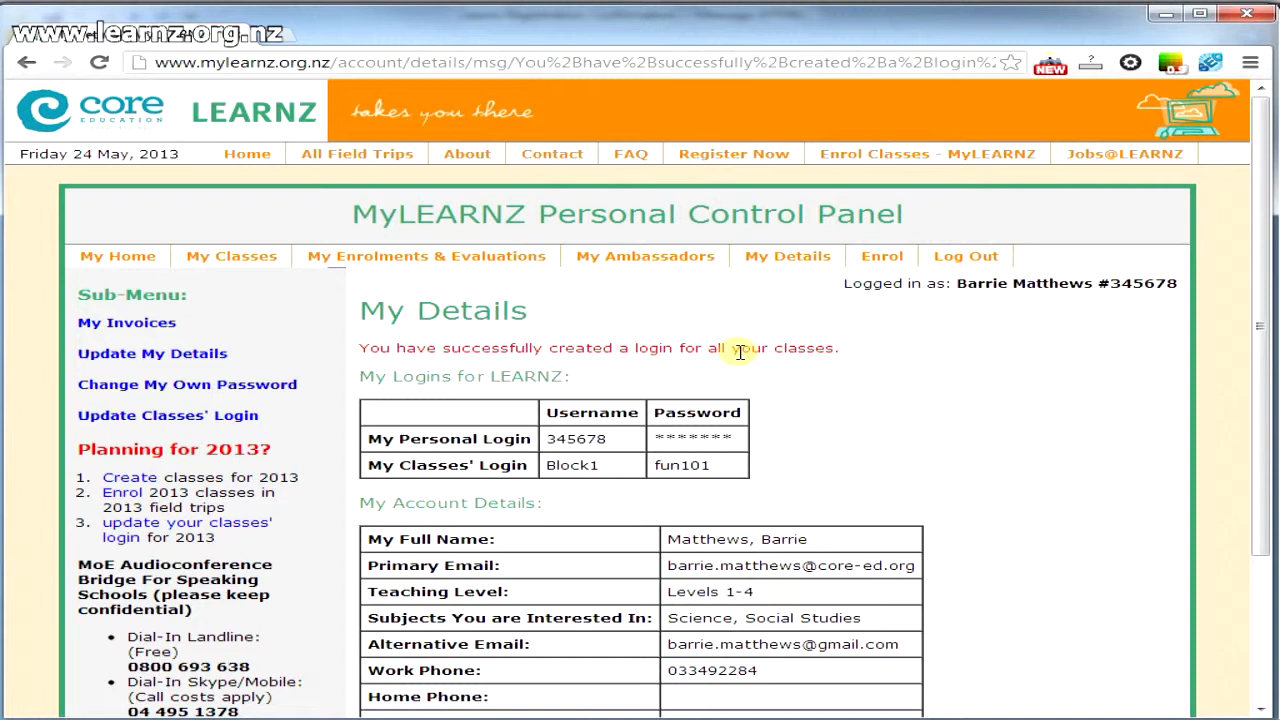 www.learnz.org.nz
www.mylearnz.org.nz/account/details/msg/You%2Bhave%2Bsuccessfully%2Bcreated%2Ba%2Blogin%2
NEW
core
EDUCATION
LEARNZ
takes you there
Friday 24 May, 2013 Home All Field Trips About Contact FAQ Register Now Enrol Classes - MyLEARNZ Jobs@LEARNZ
MyLEARNZ Personal Control Panel
My Home My Classes My Enrolments & Evaluations My Ambassadors My Details Enrol Log Out
Logged in as: Barrie Matthews #345678
Sub-Menu:
My Invoices
Update My Details
Change My Own Password
Update Classes' Login
Planning for 2013?
1. Create classes for 2013
2. Enrol 2013 classes in
2013 field trips
3. update your classes'
login for 2013
MoE Audioconference
Bridge For Speaking
Schools (please keep
confidential)
• Dial-In Landline:
(Free)
0800 693 638
• Dial-In Skype/Mobile:
(Call costs apply)
04 495 1378
My Details
You have successfully created a login for all your classes.
My Logins for LEARNZ:
Username Password
My Personal Login 345678 *******
My Classes' Login Block1 fun101
My Account Details:
My Full Name: Matthews, Barrie
Primary Email: barrie.matthews@core-ed.org
Teaching Level: Levels 1-4
Subjects You are Interested In: Science, Social Studies
Alternative Email: barrie.matthews@gmail.com
Work Phone: 033492284
Home Phone: